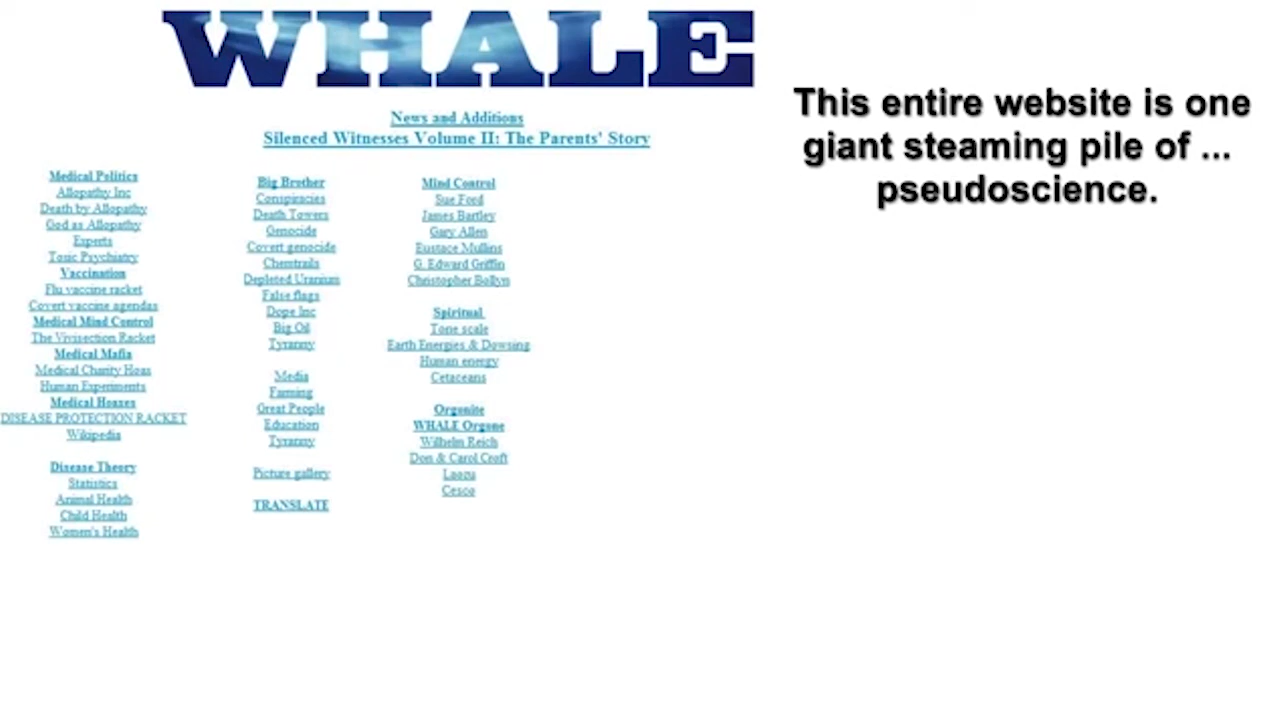 WHALE
This entire website is one
giant steaming pile of ...
pseudoscience.
News and Additions
Silenced Witnesses Volume II: The Parents' Story
Medical Politics
Allopathy Inc
Death by Allopathy
God as Allopathy
Experts
Toxic Psychiatry
Vaccination
Flu vaccine racket
Covert vaccine agendas
Medical Mind Control
The Vivisection Racket
Medical Mafia
Medical Charity Hoax
Human Experiments
Medical Hoaxes
DISEASE PROTECTION RACKET
Wikipedia
Disease Theory
Statistics
Animal Health
Child Health
Women's Health
Big Brother
Conspiracies
Death Towers
Genocide
Covert genocide
Chemtrails
Depleted Uranium
False flags
Dope Inc
Big Oil
Tyranny
Media
Farming
Great People
Education
Tyranny
Picture gallery
TRANSLATE
Mind Control
Sue Ford
James Bartley
Gary Allen
Eustace Mullins
G. Edward Griffin
Christopher Bollyn
Spiritual
Tone scale
Earth Energies & Dowsing
Human energy
Cetaceans
Orgonite
WHALE Orgone
Wilhelm Reich
Don & Carol Croft
Laozu
Cesco